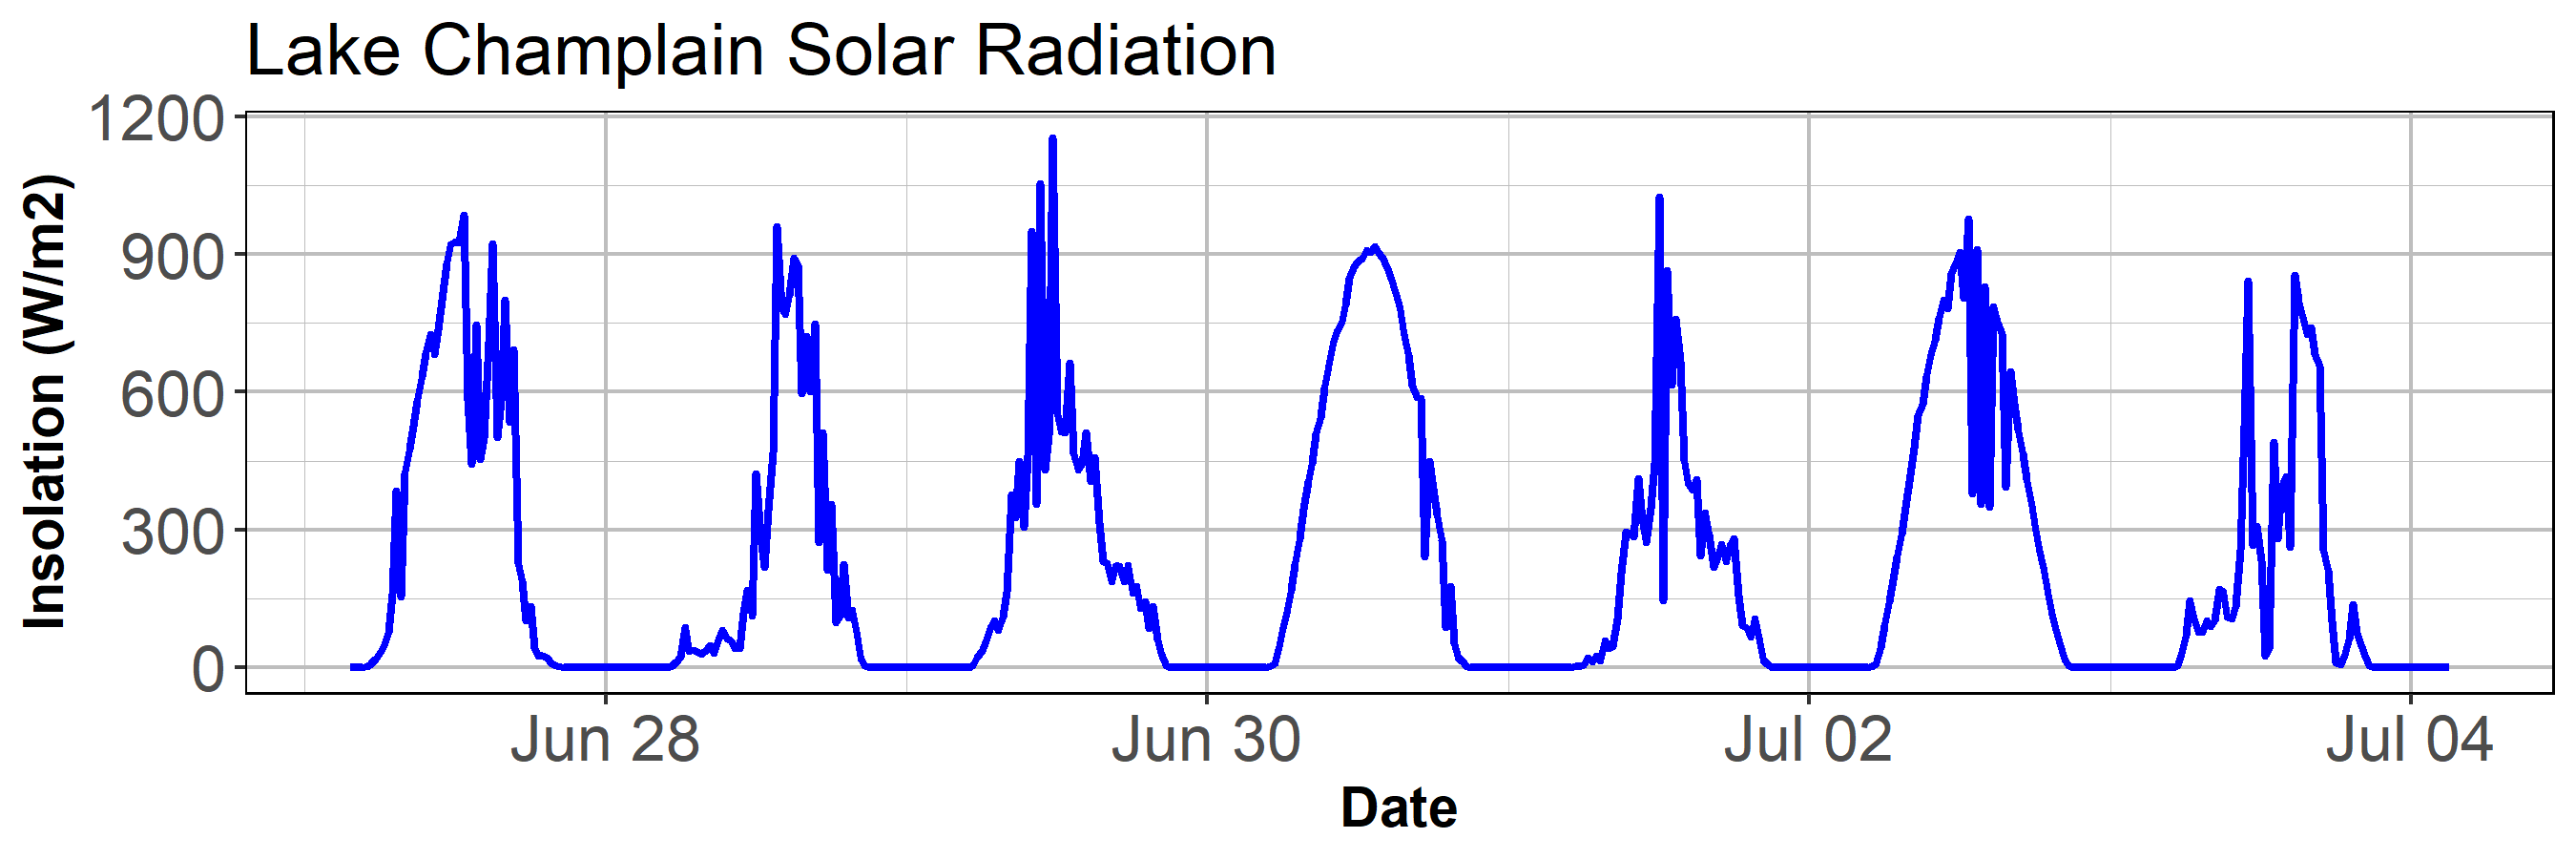 Lake Champlain Solar Radiation
1200
900
600
300
0
Insolation (W/m2)
Jun 28 Jun 30 Jul 02 Jul 04
Date